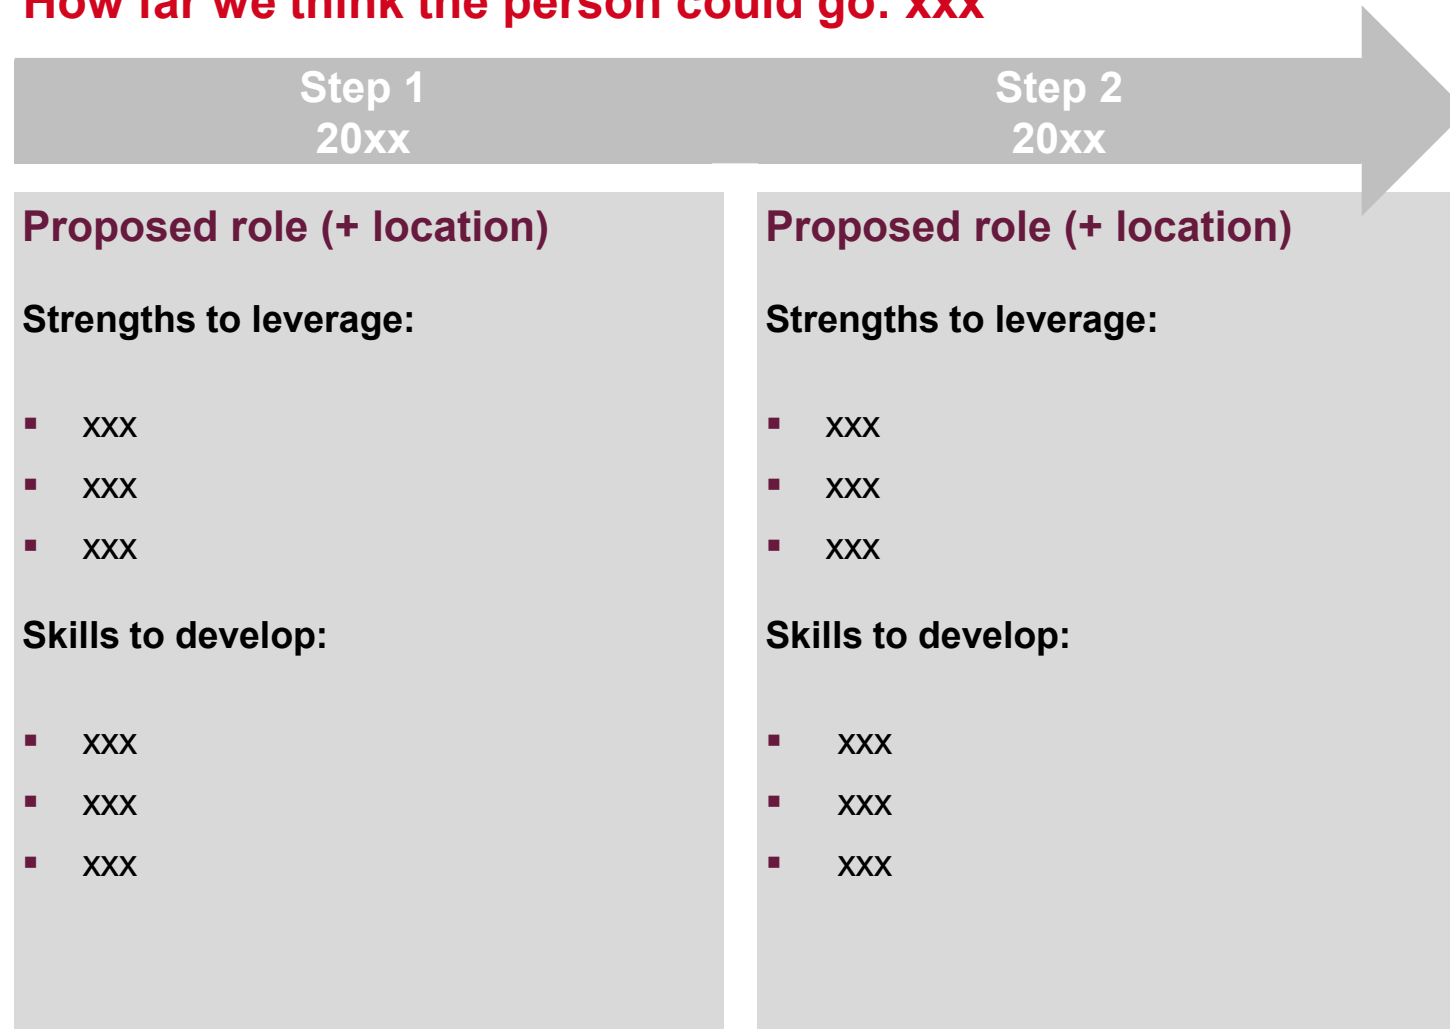 How far we think the person could go: xxx
Step 1
20xx
Step 2
20xx
Proposed role (+ location)
Strengths to leverage:
▪ xxx
▪ xxx
▪ xxx
Skills to develop:
▪ xxx
▪ xxx
▪ xxx
Proposed role (+ location)
Strengths to leverage:
▪ xxx
▪ xxx
▪ xxx
Skills to develop:
▪ xxx
▪ xxx
▪ xxx